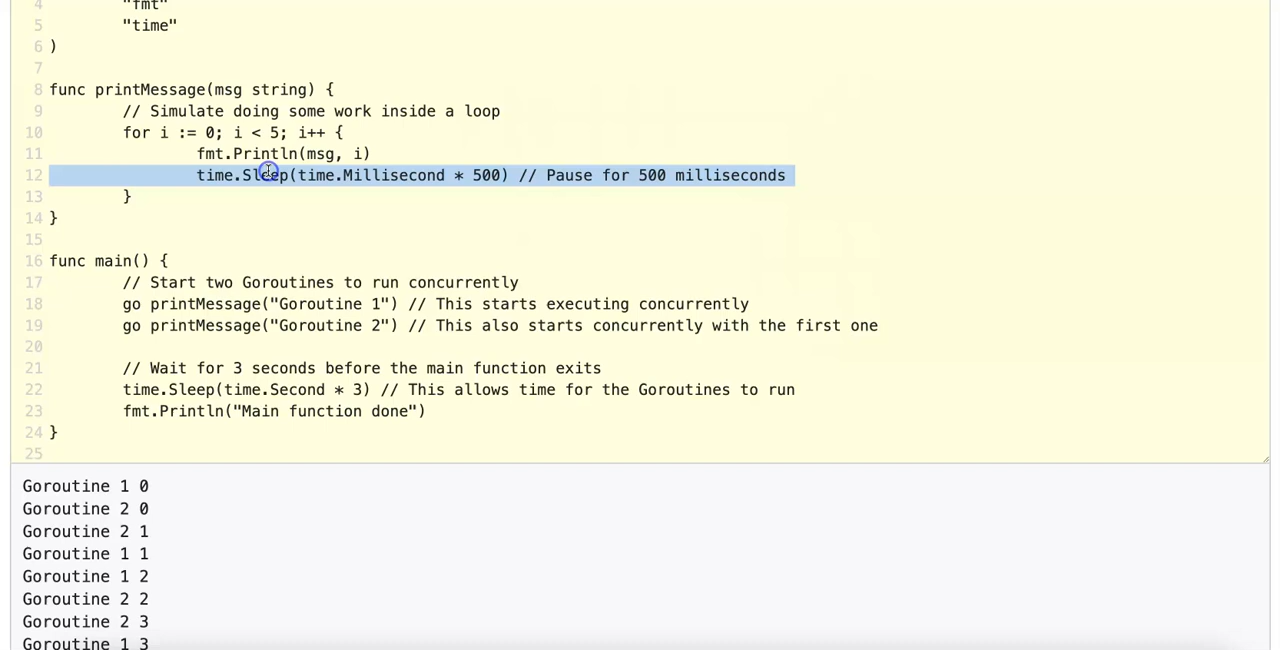 4 "fmt"
5 "time"
6 )
7
8 func printMessage(msg string) {
9 // Simulate doing some work inside a loop
10 for i := 0; i < 5; i++ {
11 fmt.Println(msg, i)
12 time.Sleep(time.Millisecond * 500) // Pause for 500 milliseconds
13 }
14 }
15
16 func main() {
17 // Start two Goroutines to run concurrently
18 go printMessage("Goroutine 1") // This starts executing concurrently
19 go printMessage("Goroutine 2") // This also starts concurrently with the first one
20
21 // Wait for 3 seconds before the main function exits
22 time.Sleep(time.Second * 3) // This allows time for the Goroutines to run
23 fmt.Println("Main function done")
24 }
25
Goroutine 1 0
Goroutine 2 0
Goroutine 2 1
Goroutine 1 1
Goroutine 1 2
Goroutine 2 2
Goroutine 2 3
Goroutine 1 3